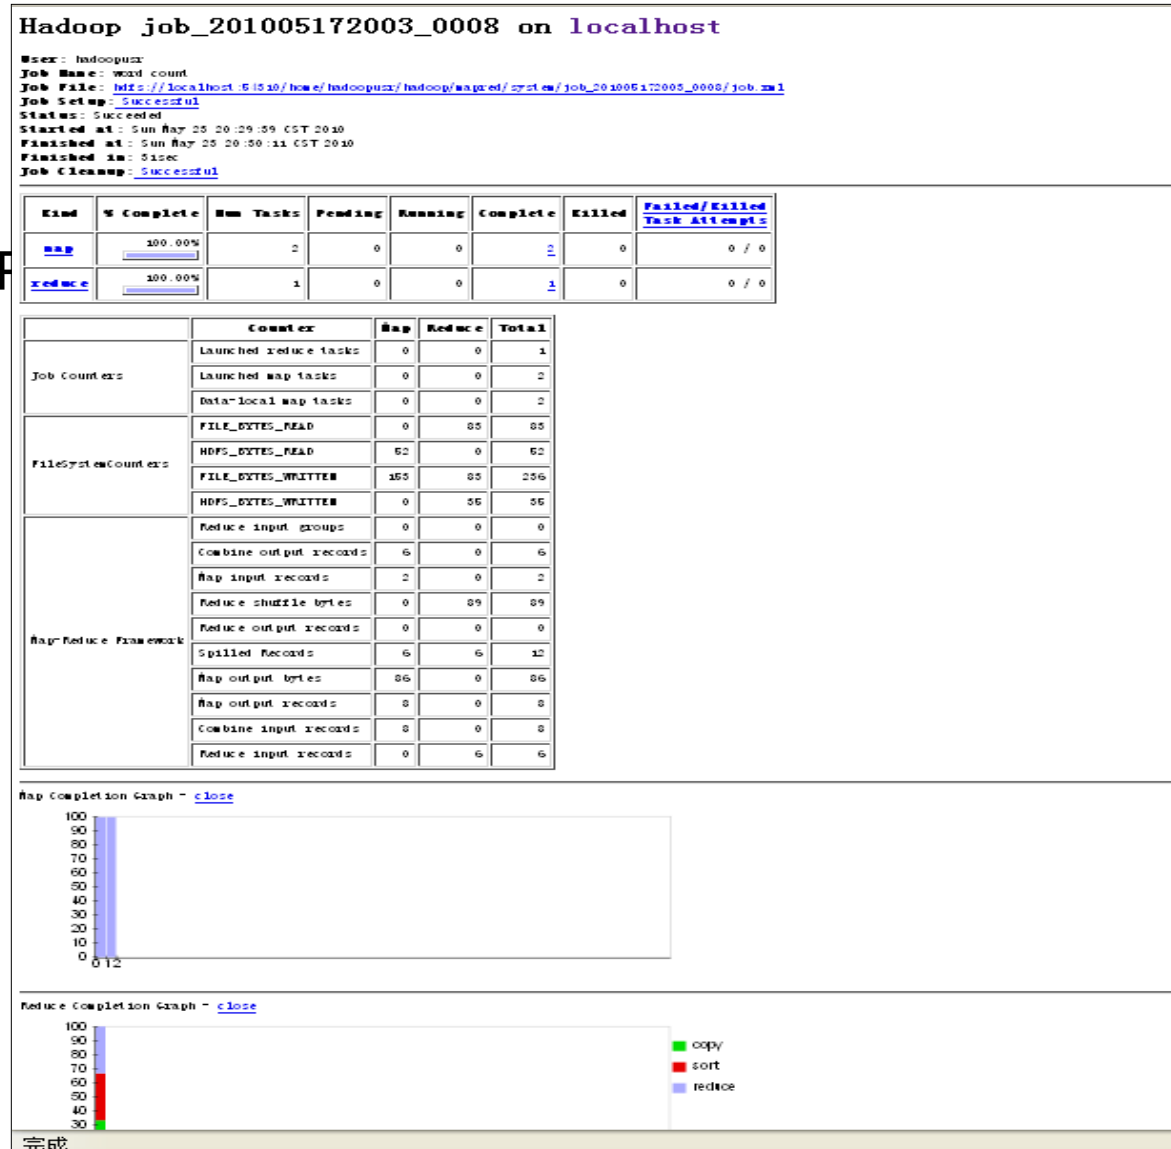 Hadoop job_201005172003_0008 on localhost
User: hadoopusr
Job Name: word count
Job File: hdfs://localhost:54310/home/hadoopusr/hadoop/mapred/system/job_201005172003_0008/job.xml
Job Setup: Successful
Status: Succeeded
Started at: Sun May 23 20:29:39 CST 2010
Finished at: Sun May 23 20:30:11 CST 2010
Finished in: 31sec
Job Cleanup: Successful
Kind % Complete Num Tasks Pending Running Complete Killed Failed/Killed Task Attempts
map 100.00% 2 0 0 2 0 0 / 0
reduce 100.00% 1 0 0 1 0 0 / 0
Counter Map Reduce Total
Job Counters
Launched reduce tasks 0 0 1
Launched map tasks 0 0 2
Data-local map tasks 0 0 2
FileSystemCounters
FILE_BYTES_READ 0 83 83
HDFS_BYTES_READ 52 0 52
FILE_BYTES_WRITTEN 153 83 236
HDFS_BYTES_WRITTEN 0
Map-Reduce Framework
Reduce input groups 0 0 0
Combine output records 6 0 6
Map input records 2 0 2
Reduce shuffle bytes 0 89 89
Reduce output records 0 0 0
Spilled Records 6 6 12
Map output bytes 86 0 86
Map output records 8 0 8
Combine input records 8 0 8
Reduce input records 0 6 6
Map Completion Graph - close
100
90
80
70
60
50
40
30
20
10
0
0 1 2
Reduce Completion Graph - close
100
90
80
70
60
50
40
30
copy
sort
reduce
完成